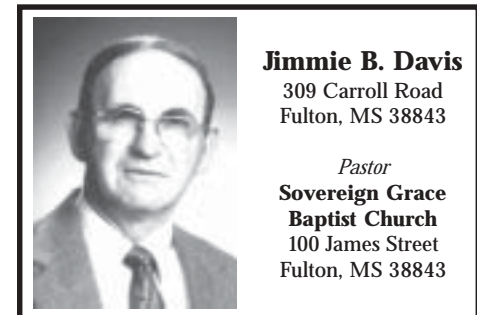 Jimmie B. Davis
309 Carroll Road
Fulton, MS 38843
Pastor
Sovereign Grace
Baptist Church
100 James Street
Fulton, MS 38843